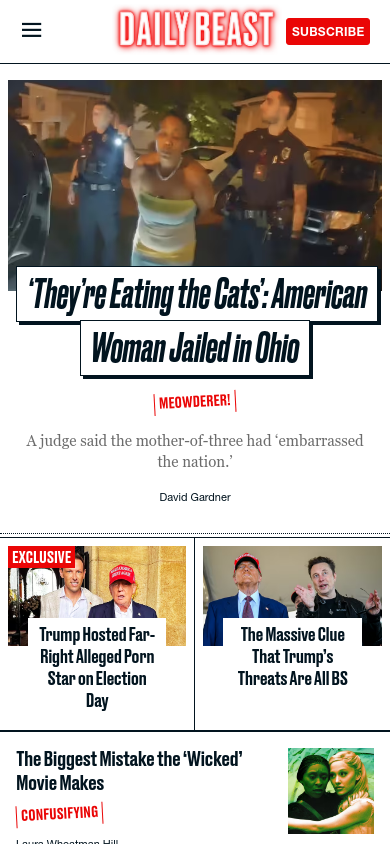 DAILY BEAST
SUBSCRIBE
‘They’re Eating the Cats’: American
Woman Jailed in Ohio
MEOWDERER!
A judge said the mother-of-three had ‘embarrassed
the nation.’
David Gardner
EXCLUSIVE
Trump Hosted Far-
Right Alleged Porn
Star on Election
Day
The Massive Clue
That Trump’s
Threats Are All BS
The Biggest Mistake the ‘Wicked’
Movie Makes
CONFUSIFYING
Laura Wheatman Hill